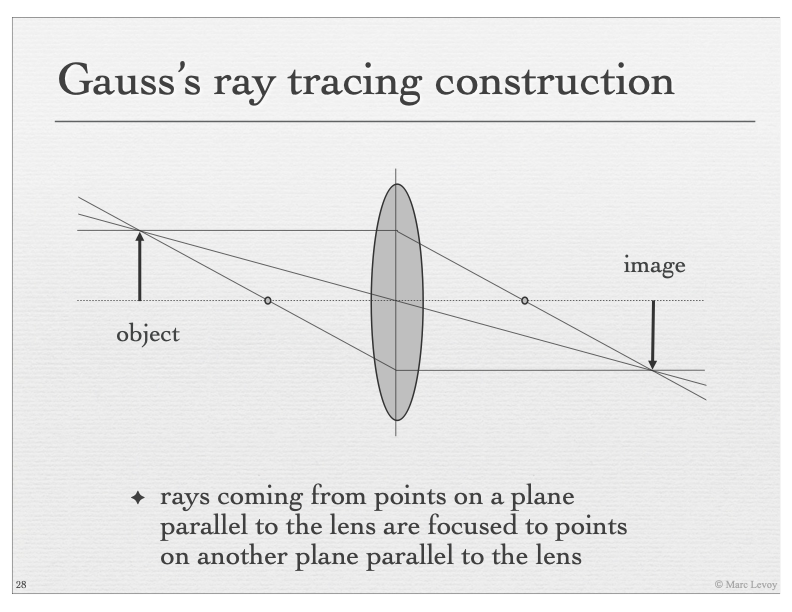 Gauss's ray tracing construction
image
object
✦ rays coming from points on a plane
parallel to the lens are focused to points
on another plane parallel to the lens
28
© Marc Levoy